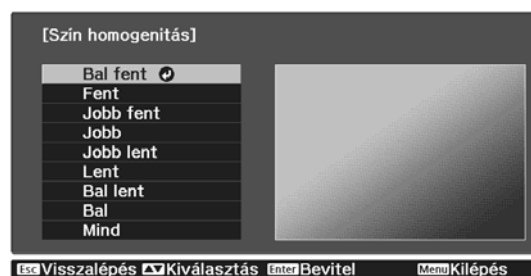 [Szín homogenitás]
Bal fent
Fent
Jobb fent
Jobb
Jobb lent
Lent
Bal lent
Bal
Mind
Esc Visszalépés Kiválasztás Enter Bevitel Menu Kilépés